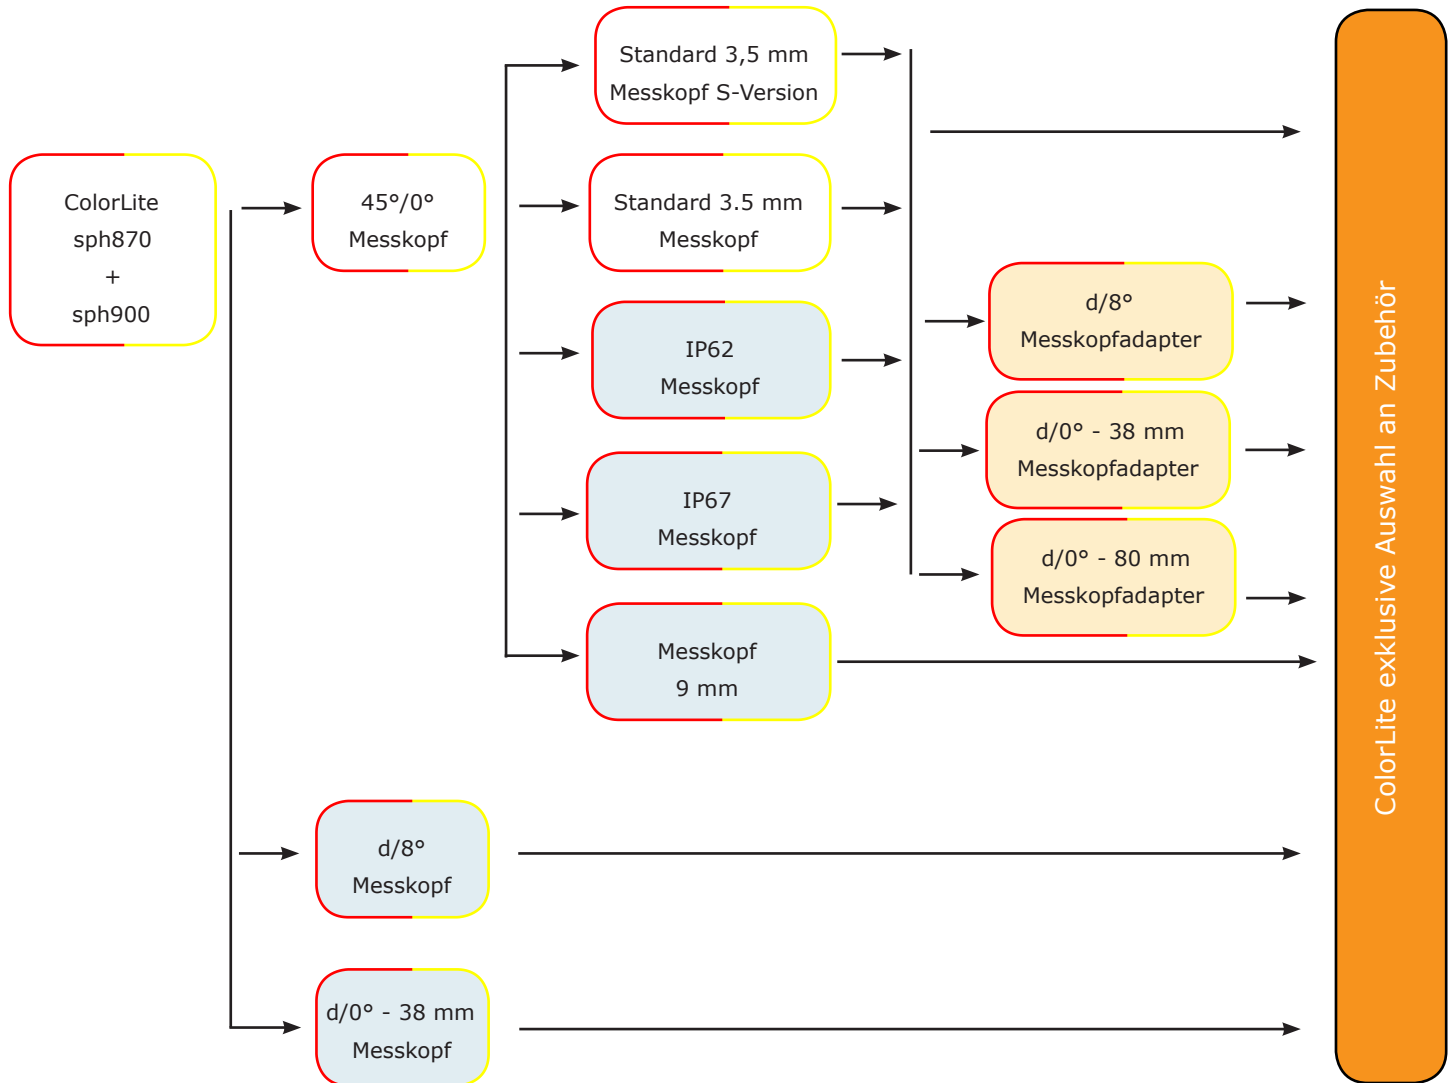 ColorLite
sph870
+
sph900
45°/0°
Messkopf
Standard 3,5 mm
Messkopf S-Version
Standard 3.5 mm
Messkopf
IP62
Messkopf
IP67
Messkopf
Messkopf
9 mm
d/8°
Messkopfadapter
d/0° - 38 mm
Messkopfadapter
d/0° - 80 mm
Messkopfadapter
d/8°
Messkopf
d/0° - 38 mm
Messkopf
ColorLite exklusive Auswahl an Zubehör